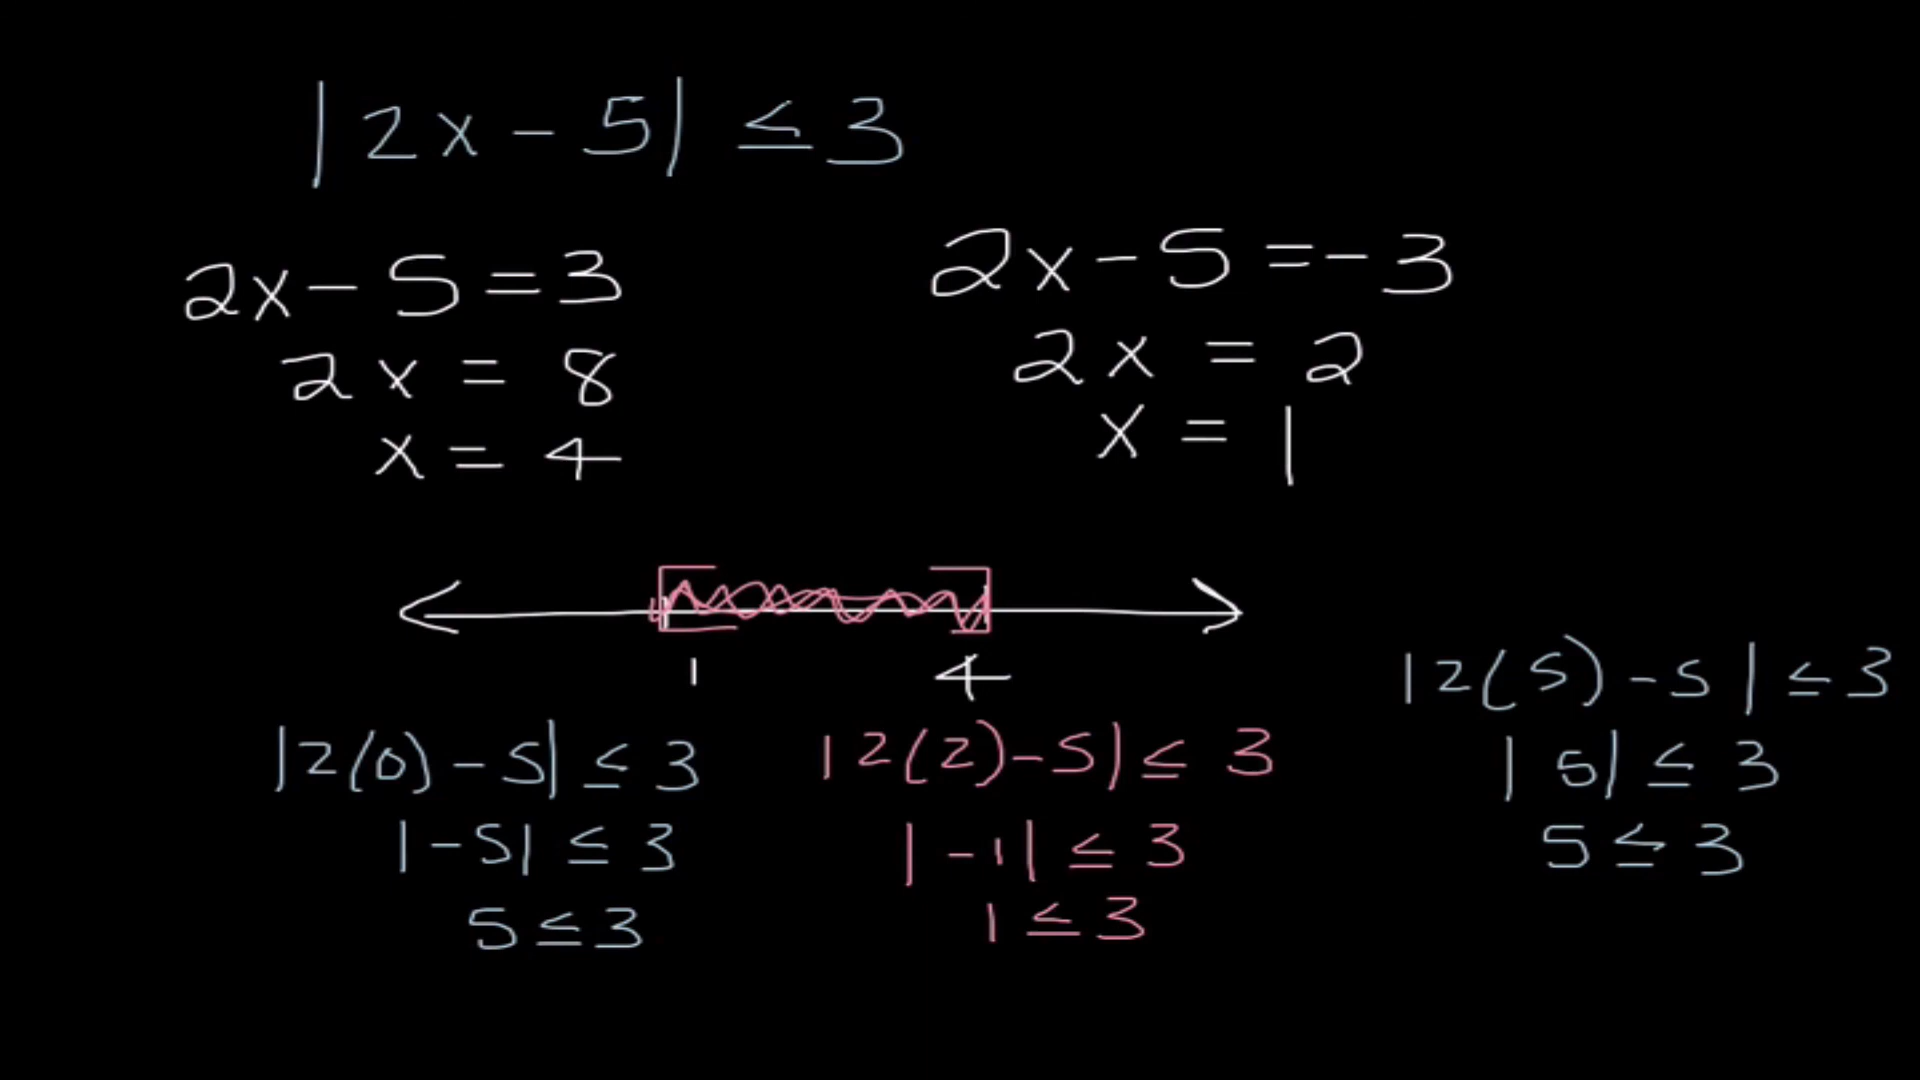 |2x - 5| ≤ 3
2x - 5 = 3
2x = 8
x = 4
2x - 5 = -3
2x = 2
x = 1
1 4
|2(0) - 5| ≤ 3
|-5| ≤ 3
5 ≤ 3
|2(2) - 5| ≤ 3
|-1| ≤ 3
1 ≤ 3
|2(5) - 5| ≤ 3
|5| ≤ 3
5 ≤ 3